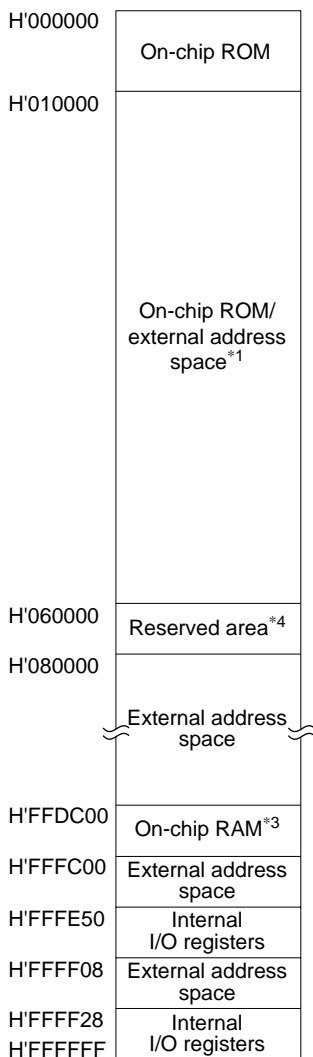 H'000000
On-chip ROM
H'010000
On-chip ROM/
external address
space*1
H'060000
Reserved area*4
H'080000
External address
space
H'FFDC00
On-chip RAM*3
H'FFFC00
External address
space
H'FFFE50
Internal
I/O registers
H'FFFF08
External address
space
H'FFFF28
Internal
I/O registers
H'FFFFFF